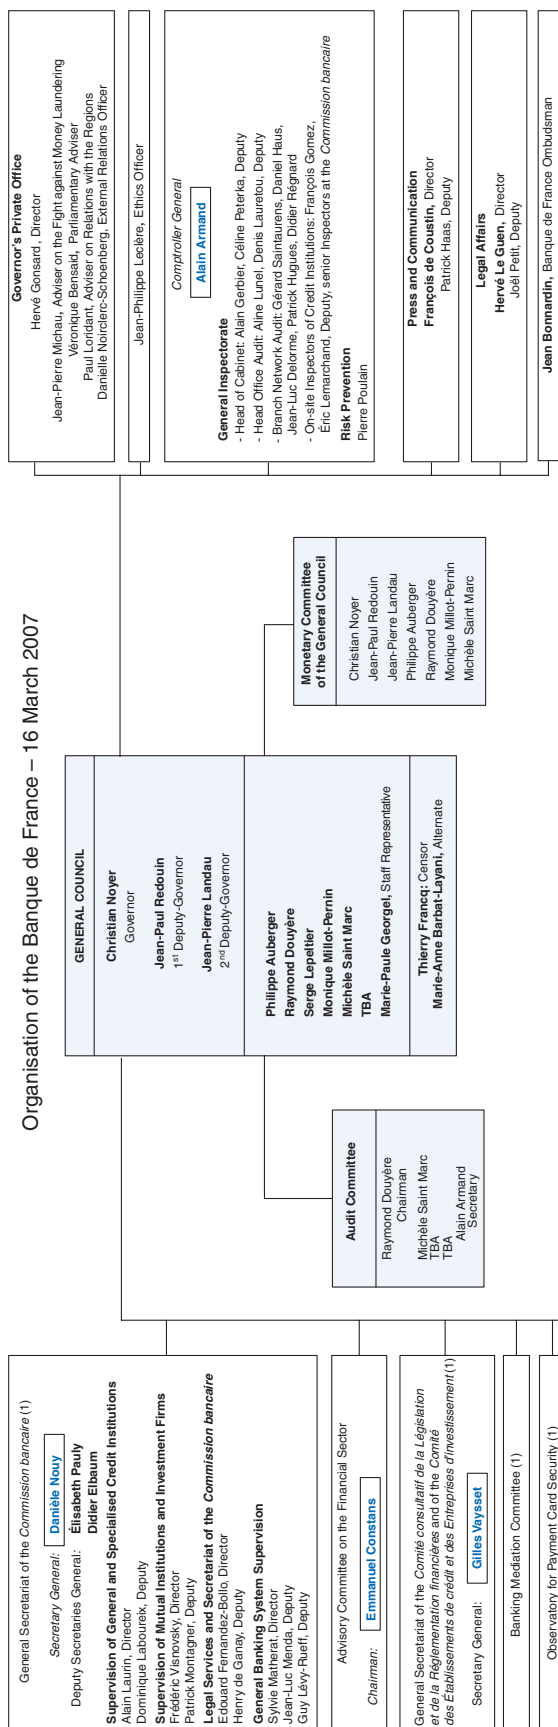 Organisation of the Banque de France – 16 March 2007
General Secretariat of the Commission bancaire (1)
Secretary General: Danièle Nouy
Deputy Secretaries General: Élisabeth Pauly
Didier Elbaum
Supervision of General and Specialised Credit Institutions
Alain Laurin, Director
Dominique Laboureix, Deputy
Supervision of Mutual Institutions and Investment Firms
Frédéric Visnovsky, Director
Patrick Montagner, Deputy
Legal Services and Secretariat of the Commission bancaire
Edouard Fernandez-Bollo, Director
Henry de Ganay, Deputy
General Banking System Supervision
Sylvie Mathérat, Director
Jean-Luc Menda, Deputy
Guy Lévy-Rueff, Deputy
Advisory Committee on the Financial Sector
Chairman: Emmanuel Constans
General Secretariat of the Comité consultatif de la Législation
et de la Réglementation financières and of the Comité
des Établissements de crédit et des Entreprises d'investissement (1)
Secretary General: Gilles Vaysset
Banking Mediation Committee (1)
Observatory for Payment Card Security (1)
GENERAL COUNCIL
Christian Noyer
Governor
Jean-Paul Redouin
1st Deputy-Governor
Jean-Pierre Landau
2nd Deputy-Governor
Philippe Auberger
Raymond Douyère
Serge Lepeltier
Monique Millot-Pernin
Michèle Saint Marc
TBA
Marie-Paule Georgel, Staff Representative
Thierry Francq: Censor
Marie-Anne Barbat-Layani, Alternate
Audit Committee
Raymond Douyère
Chairman
Michèle Saint Marc
TBA
TBA
Alain Armand
Secretary
Monetary Committee
of the General Council
Christian Noyer
Jean-Paul Redouin
Jean-Pierre Landau
Philippe Auberger
Raymond Douyère
Monique Millot-Pernin
Michèle Saint Marc
Governor's Private Office
Hervé Gonsard, Director
Jean-Pierre Michau, Adviser on the Fight against Money Laundering
Véronique Bensaid, Parliamentary Adviser
Paul Loridant, Adviser on Relations with the Regions
Danielle Noirclerc-Schoenberg, External Relations Officer
Jean-Philippe Leclère, Ethics Officer
Comptroller General
Alain Armand
General Inspectorate
- Head of Cabinet: Alain Gerbier, Céline Peterka, Deputy
- Head Office Audit: Aline Lunel, Denis Lauretou, Deputy
- Branch Network Audit: Gérard Saintaurens, Daniel Haus,
Jean-Luc Delorme, Patrick Hugues, Didier Régnard
- On-site Inspectors of Credit Institutions: François Gomez,
Éric Lemarchand, Deputy, senior Inspectors at the Commission bancaire
Risk Prevention
Pierre Poulain
Press and Communication
François de Coustin, Director
Patrick Haas, Deputy
Legal Affairs
Hervé Le Guen, Director
Joël Petit, Deputy
Jean Bonnardin, Banque de France Ombudsman